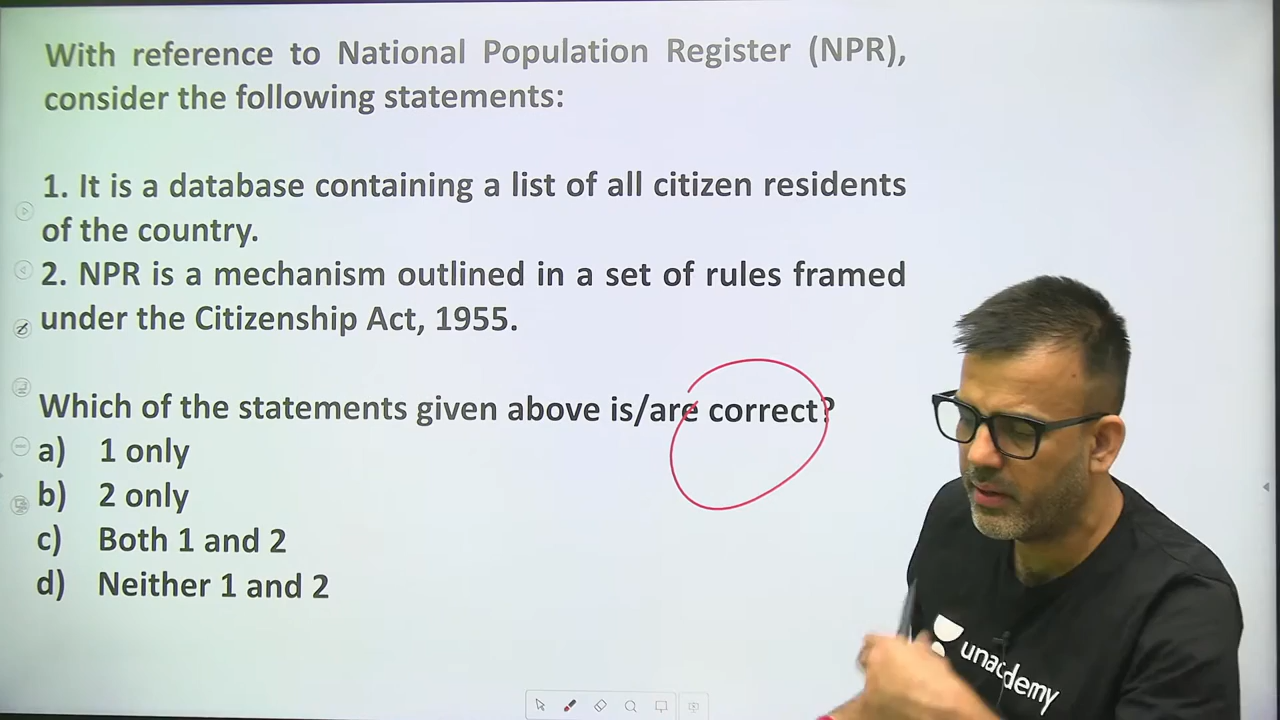 With reference to National Population Register (NPR),
consider the following statements:
1. It is a database containing a list of all citizen residents
of the country.
2. NPR is a mechanism outlined in a set of rules framed
under the Citizenship Act, 1955.
Which of the statements given above is/are correct?
a) 1 only
b) 2 only
c) Both 1 and 2
d) Neither 1 and 2
unacademy